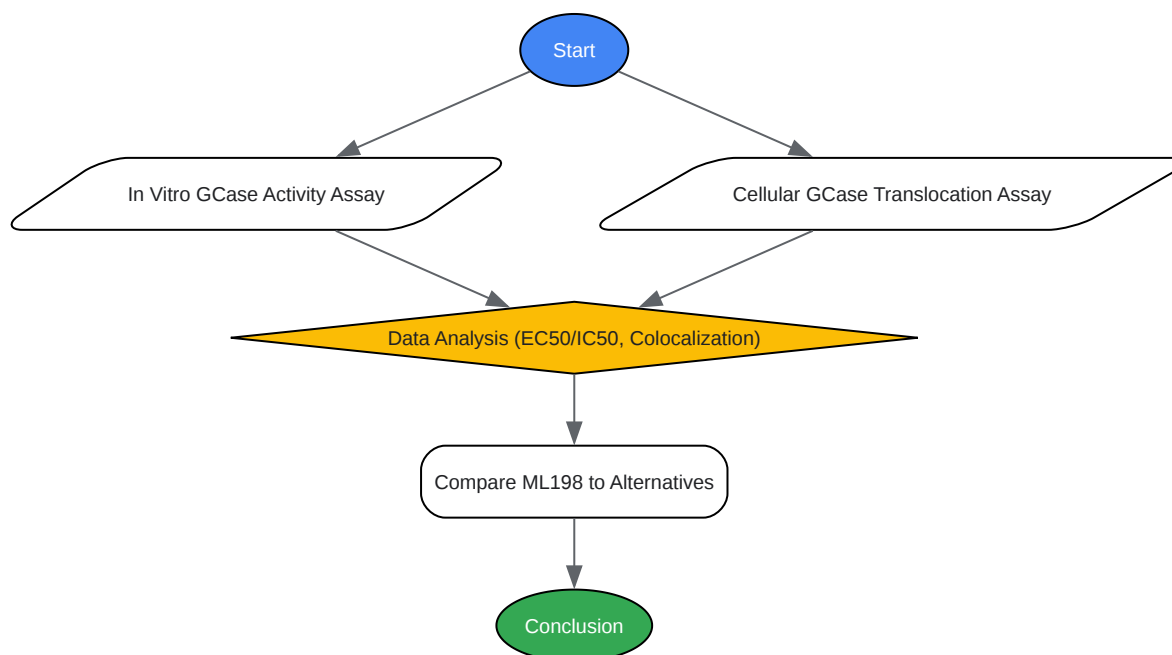 Start
In Vitro GCase Activity Assay
Cellular GCase Translocation Assay
Data Analysis (EC50/IC50, Colocalization)
Compare ML198 to Alternatives
Conclusion